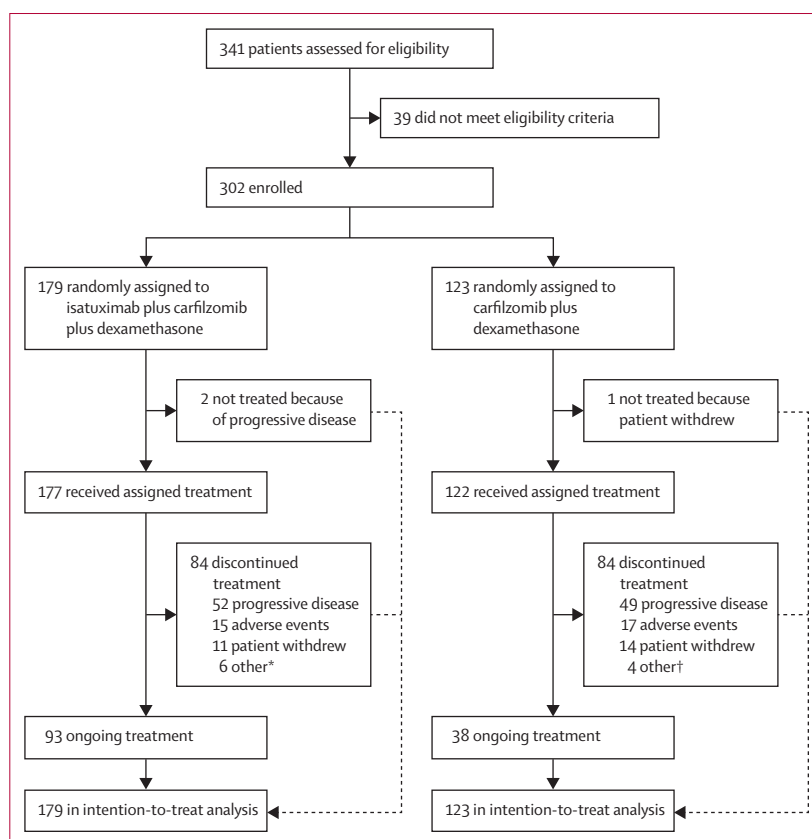 341 patients assessed for eligibility
39 did not meet eligibility criteria
302 enrolled
179 randomly assigned to
isatuximab plus carfilzomib
plus dexamethasone
123 randomly assigned to
carfilzomib plus
dexamethasone
2 not treated because
of progressive disease
1 not treated because
patient withdrew
177 received assigned treatment
122 received assigned treatment
84 discontinued
treatment
52 progressive disease
15 adverse events
11 patient withdrew
6 other*
84 discontinued
treatment
49 progressive disease
17 adverse events
14 patient withdrew
4 other†
93 ongoing treatment
38 ongoing treatment
179 in intention-to-treat analysis
123 in intention-to-treat analysis